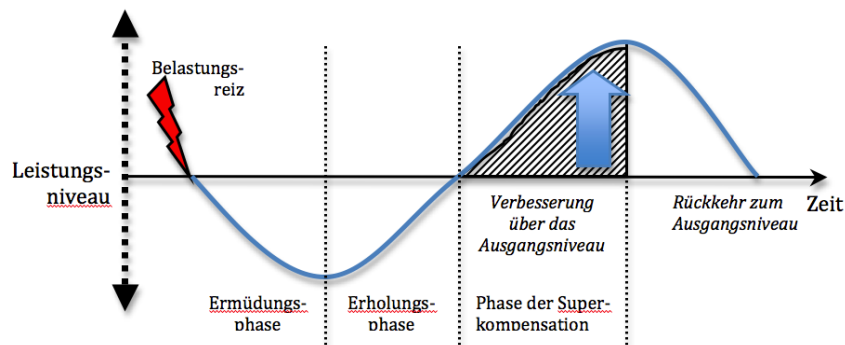 Belastungs-
reiz
Leistungs-
niveau
Verbesserung
über das
Ausgangsniveau
Rückkehr zum
Ausgangsniveau
Zeit
Ermüdungs-
phase
Erholungs-
phase
Phase der Super-
kompensation